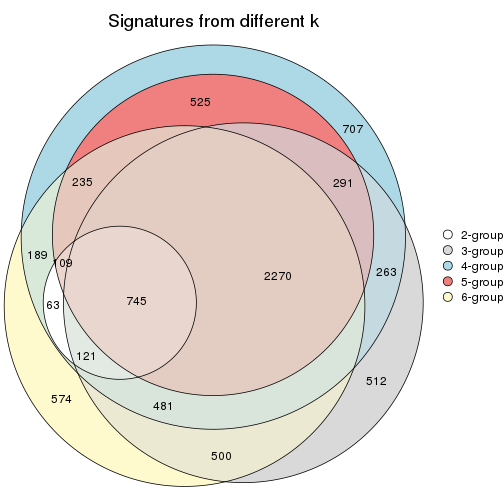 Signatures from different k
525
707
235
291
189
109
2270
263
745
63
121
512
574
481
500
2-group
3-group
4-group
5-group
6-group